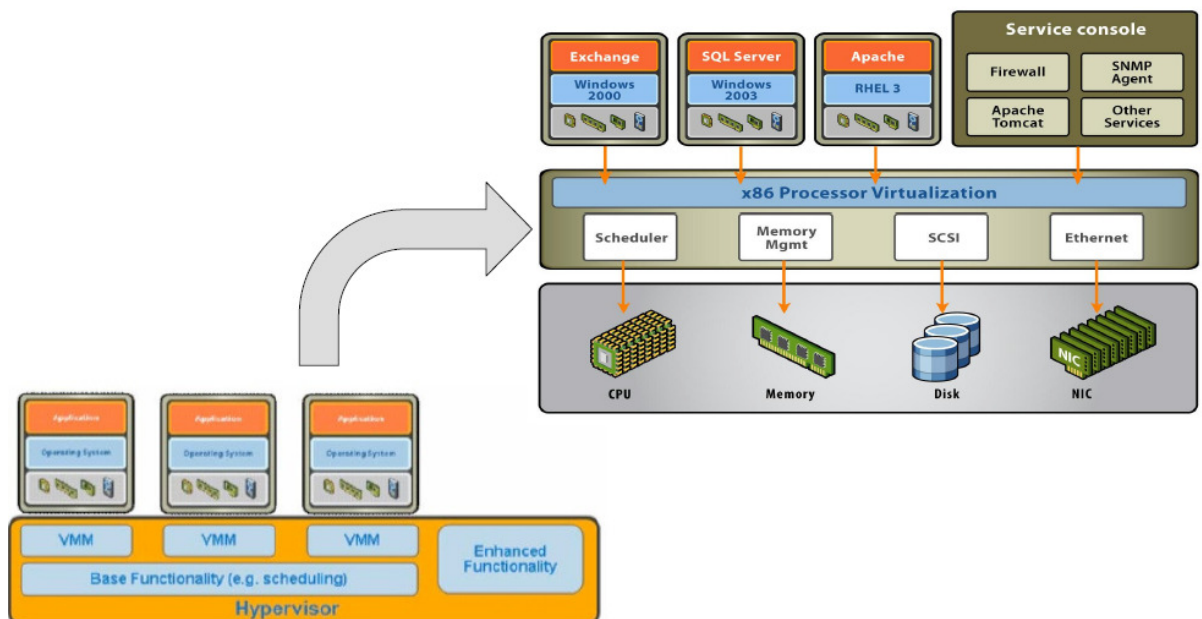 Service console
Exchange
SQL Server
Apache
Firewall
SNMP
Agent
Windows
2000
Windows
2003
RHEL 3
Apache
Tomcat
Other
Services
x86 Processor Virtualization
Scheduler
Memory
Mgmt
SCSI
Ethernet
NIC
CPU
Memory
Disk
NIC
Application
Application
Application
Operating System
Operating System
Operating System
VMM
VMM
VMM
Enhanced
Functionality
Base Functionality (e.g. scheduling)
Hypervisor